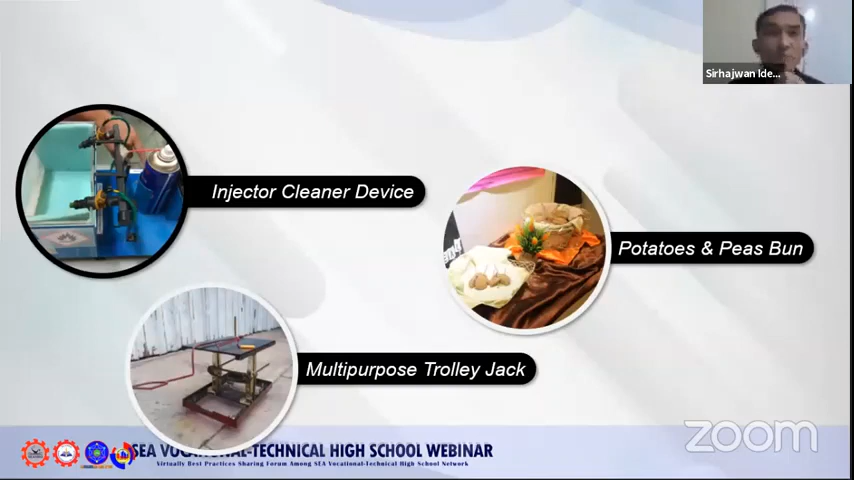 Sirhajwan Ide...
Injector Cleaner Device
Potatoes & Peas Bun
Multipurpose Trolley Jack
zoom
SEA VOCATIONAL-TECHNICAL HIGH SCHOOL WEBINAR
Virtually Best Practices Sharing Forum Among SEA Vocational-Technical High School Network